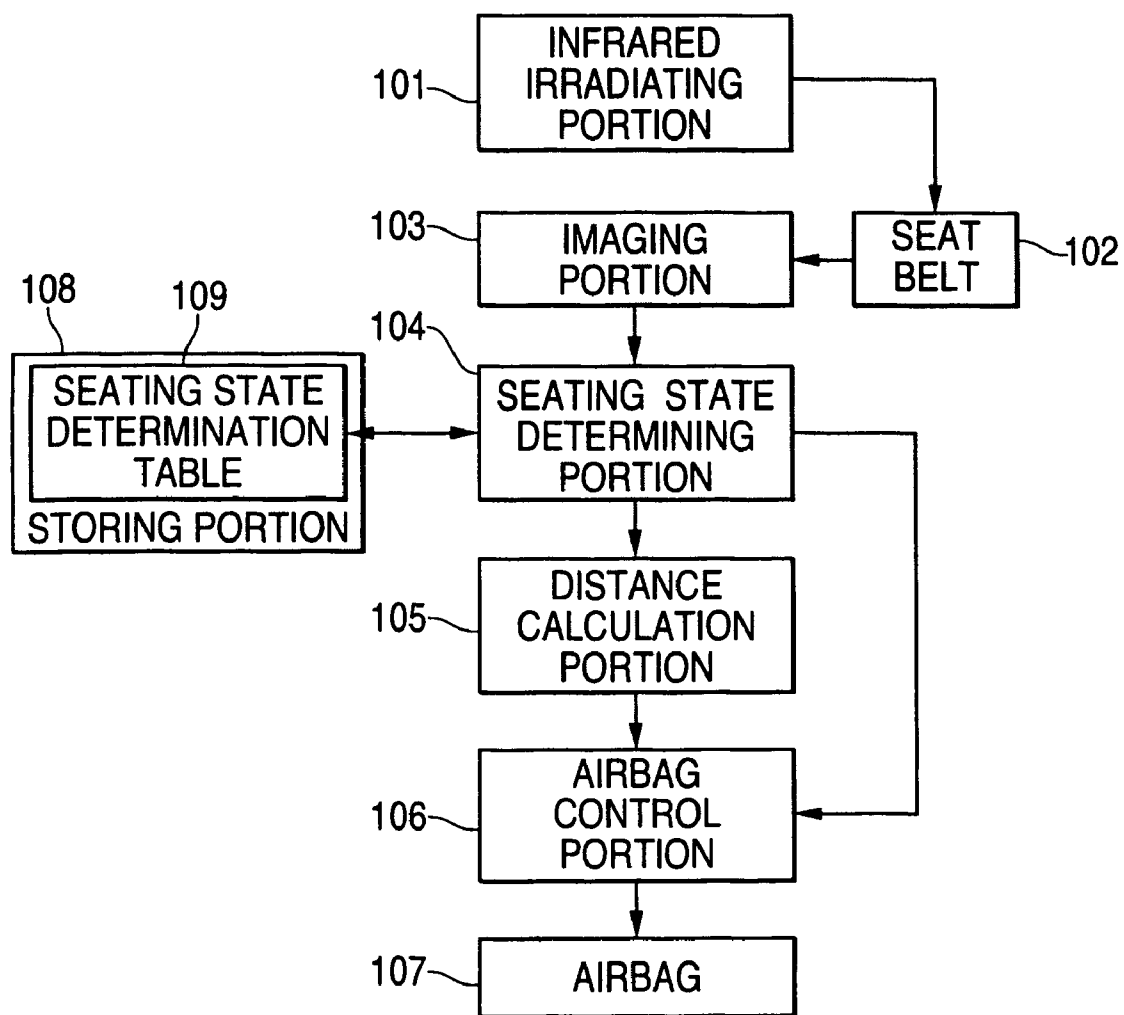 INFRARED
IRRADIATING
PORTION
101
103
IMAGING
PORTION
SEAT
BELT
102
108
109
104
SEATING STATE
DETERMINATION
TABLE
STORING PORTION
SEATING STATE
DETERMINING
PORTION
105
DISTANCE
CALCULATION
PORTION
106
AIRBAG
CONTROL
PORTION
107
AIRBAG